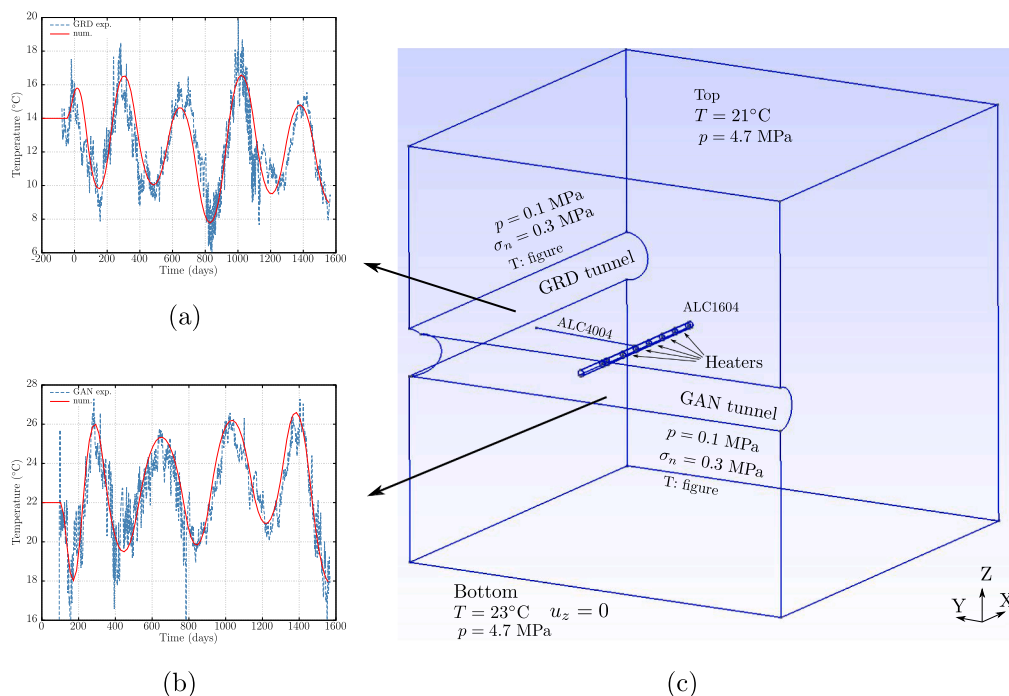 GRD exp.
num.
20
18
16
14
12
10
8
6
Temperature (°C)
-200 0 200 400 600 800 1000 1200 1400 1600
Time (days)
(a)
GAN exp.
num.
28
26
24
22
20
18
16
Temperature (°C)
0 200 400 600 800 1000 1200 1400 1600
Time (days)
(b)
Top
T = 21°C
p = 4.7 MPa
p = 0.1 MPa
σn = 0.3 MPa
T: figure
GRD tunnel
ALC1604
ALC4004
Heaters
GAN tunnel
p = 0.1 MPa
σn = 0.3 MPa
T: figure
Bottom
T = 23°C uz = 0
p = 4.7 MPa
Z
Y
X
(c)